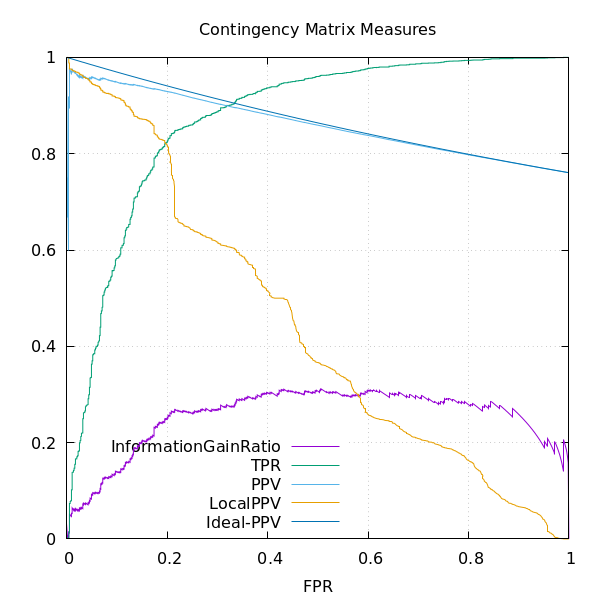 Contingency Matrix Measures
1
0.8
0.6
0.4
0.2
0
InformationGainRatio
TPR
PPV
LocalPPV
Ideal-PPV
0 0.2 0.4 0.6 0.8 1
FPR